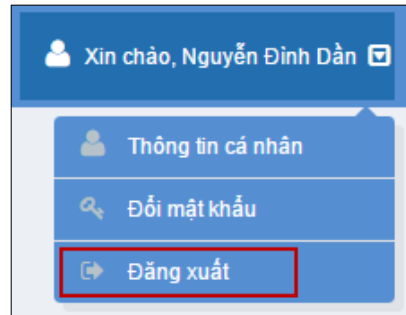 Xin chào, Nguyễn Đình Dần
Thông tin cá nhân
Đổi mật khẩu
Đăng xuất